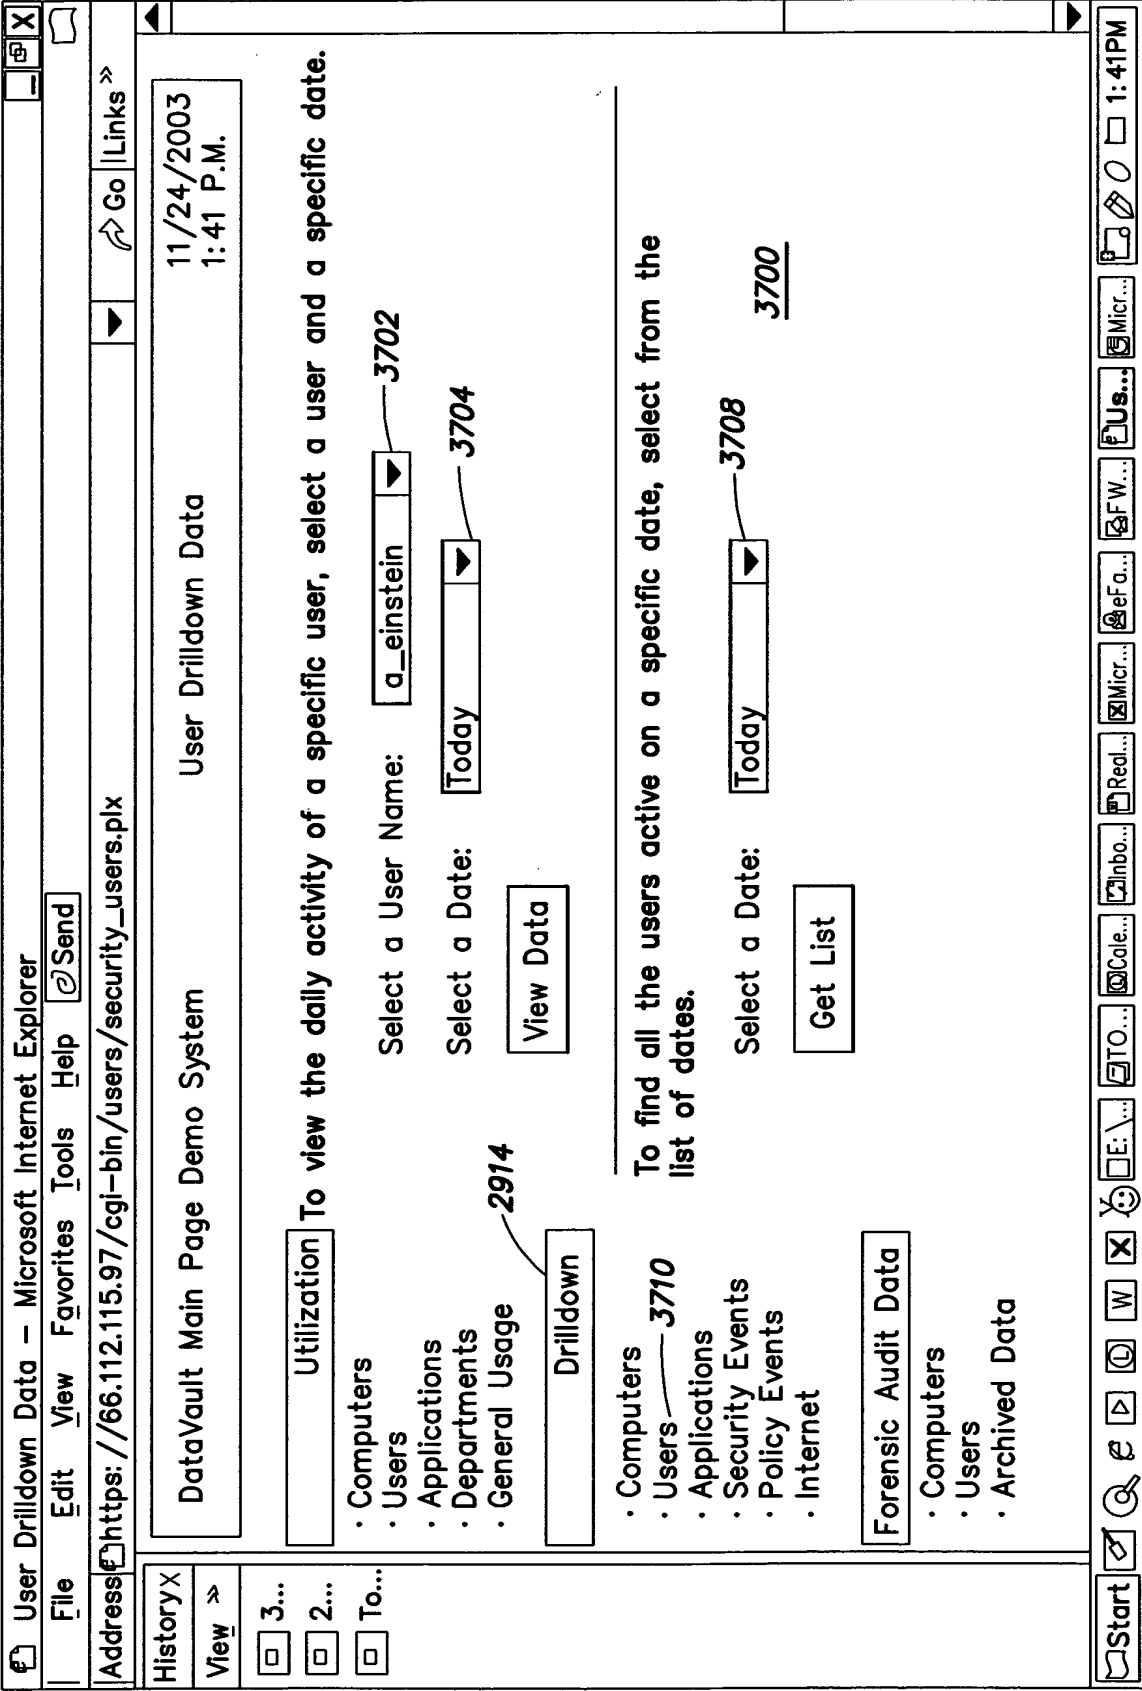 User Drilldown Data – Microsoft Internet Explorer
File Edit View Favorites Tools Help Send
Address https://66.112.115.97/cgi-bin/users/security_users.plx Go Links »
History X
View »
3...
2...
To...
DataVault Main Page Demo System User Drilldown Data 11/24/2003
1:41 P.M.
Utilization
· Computers
· Users
· Applications
· Departments
· General Usage
2914
Drilldown
· Computers
· Users 3710
· Applications
· Security Events
· Policy Events
· Internet
Forensic Audit Data
· Computers
· Users
· Archived Data
To view the daily activity of a specific user, select a user and a specific date.
Select a User Name: a_einstein 3702
Select a Date: Today 3704
View Data
To find all the users active on a specific date, select from the
list of dates.
Select a Date: Today 3708
Get List
3700
Start e W X E: \... TO... Cale... Inbo... Real... Micr... eFa... FW... Us... Micr... 1:41PM